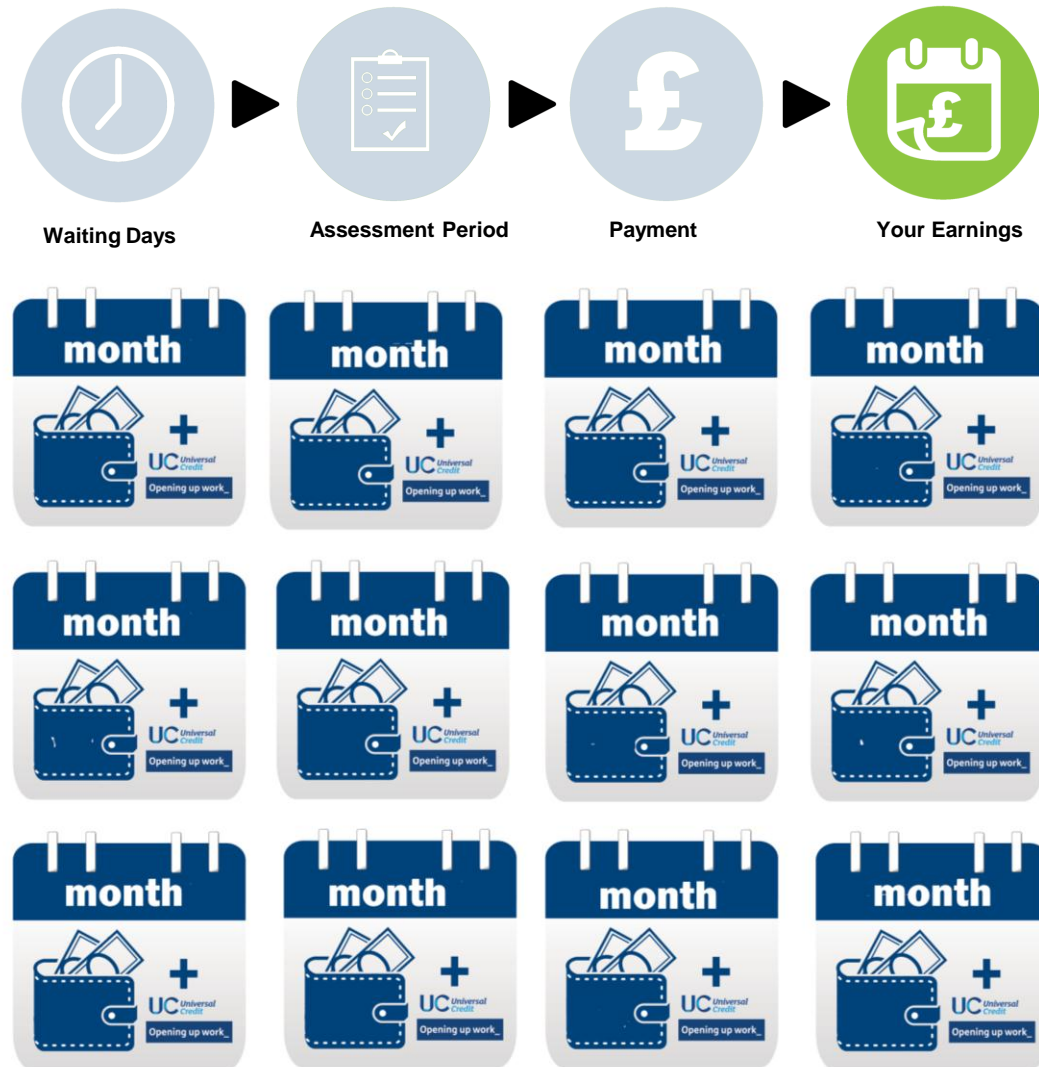 £
£
Waiting Days
Assessment Period
Payment
Your Earnings
month
month
month
month
+
UC Universal Credit
Opening up work_
+
UC Universal Credit
Opening up work_
+
UC Universal Credit
Opening up work_
+
UC Universal Credit
Opening up work_
month
month
month
month
+
UC Universal Credit
Opening up work_
+
UC Universal Credit
Opening up work_
+
UC Universal Credit
Opening up work_
+
UC Universal Credit
Opening up work_
month
month
month
month
+
UC Universal Credit
Opening up work_
+
UC Universal Credit
Opening up work_
+
UC Universal Credit
Opening up work_
+
UC Universal Credit
Opening up work_